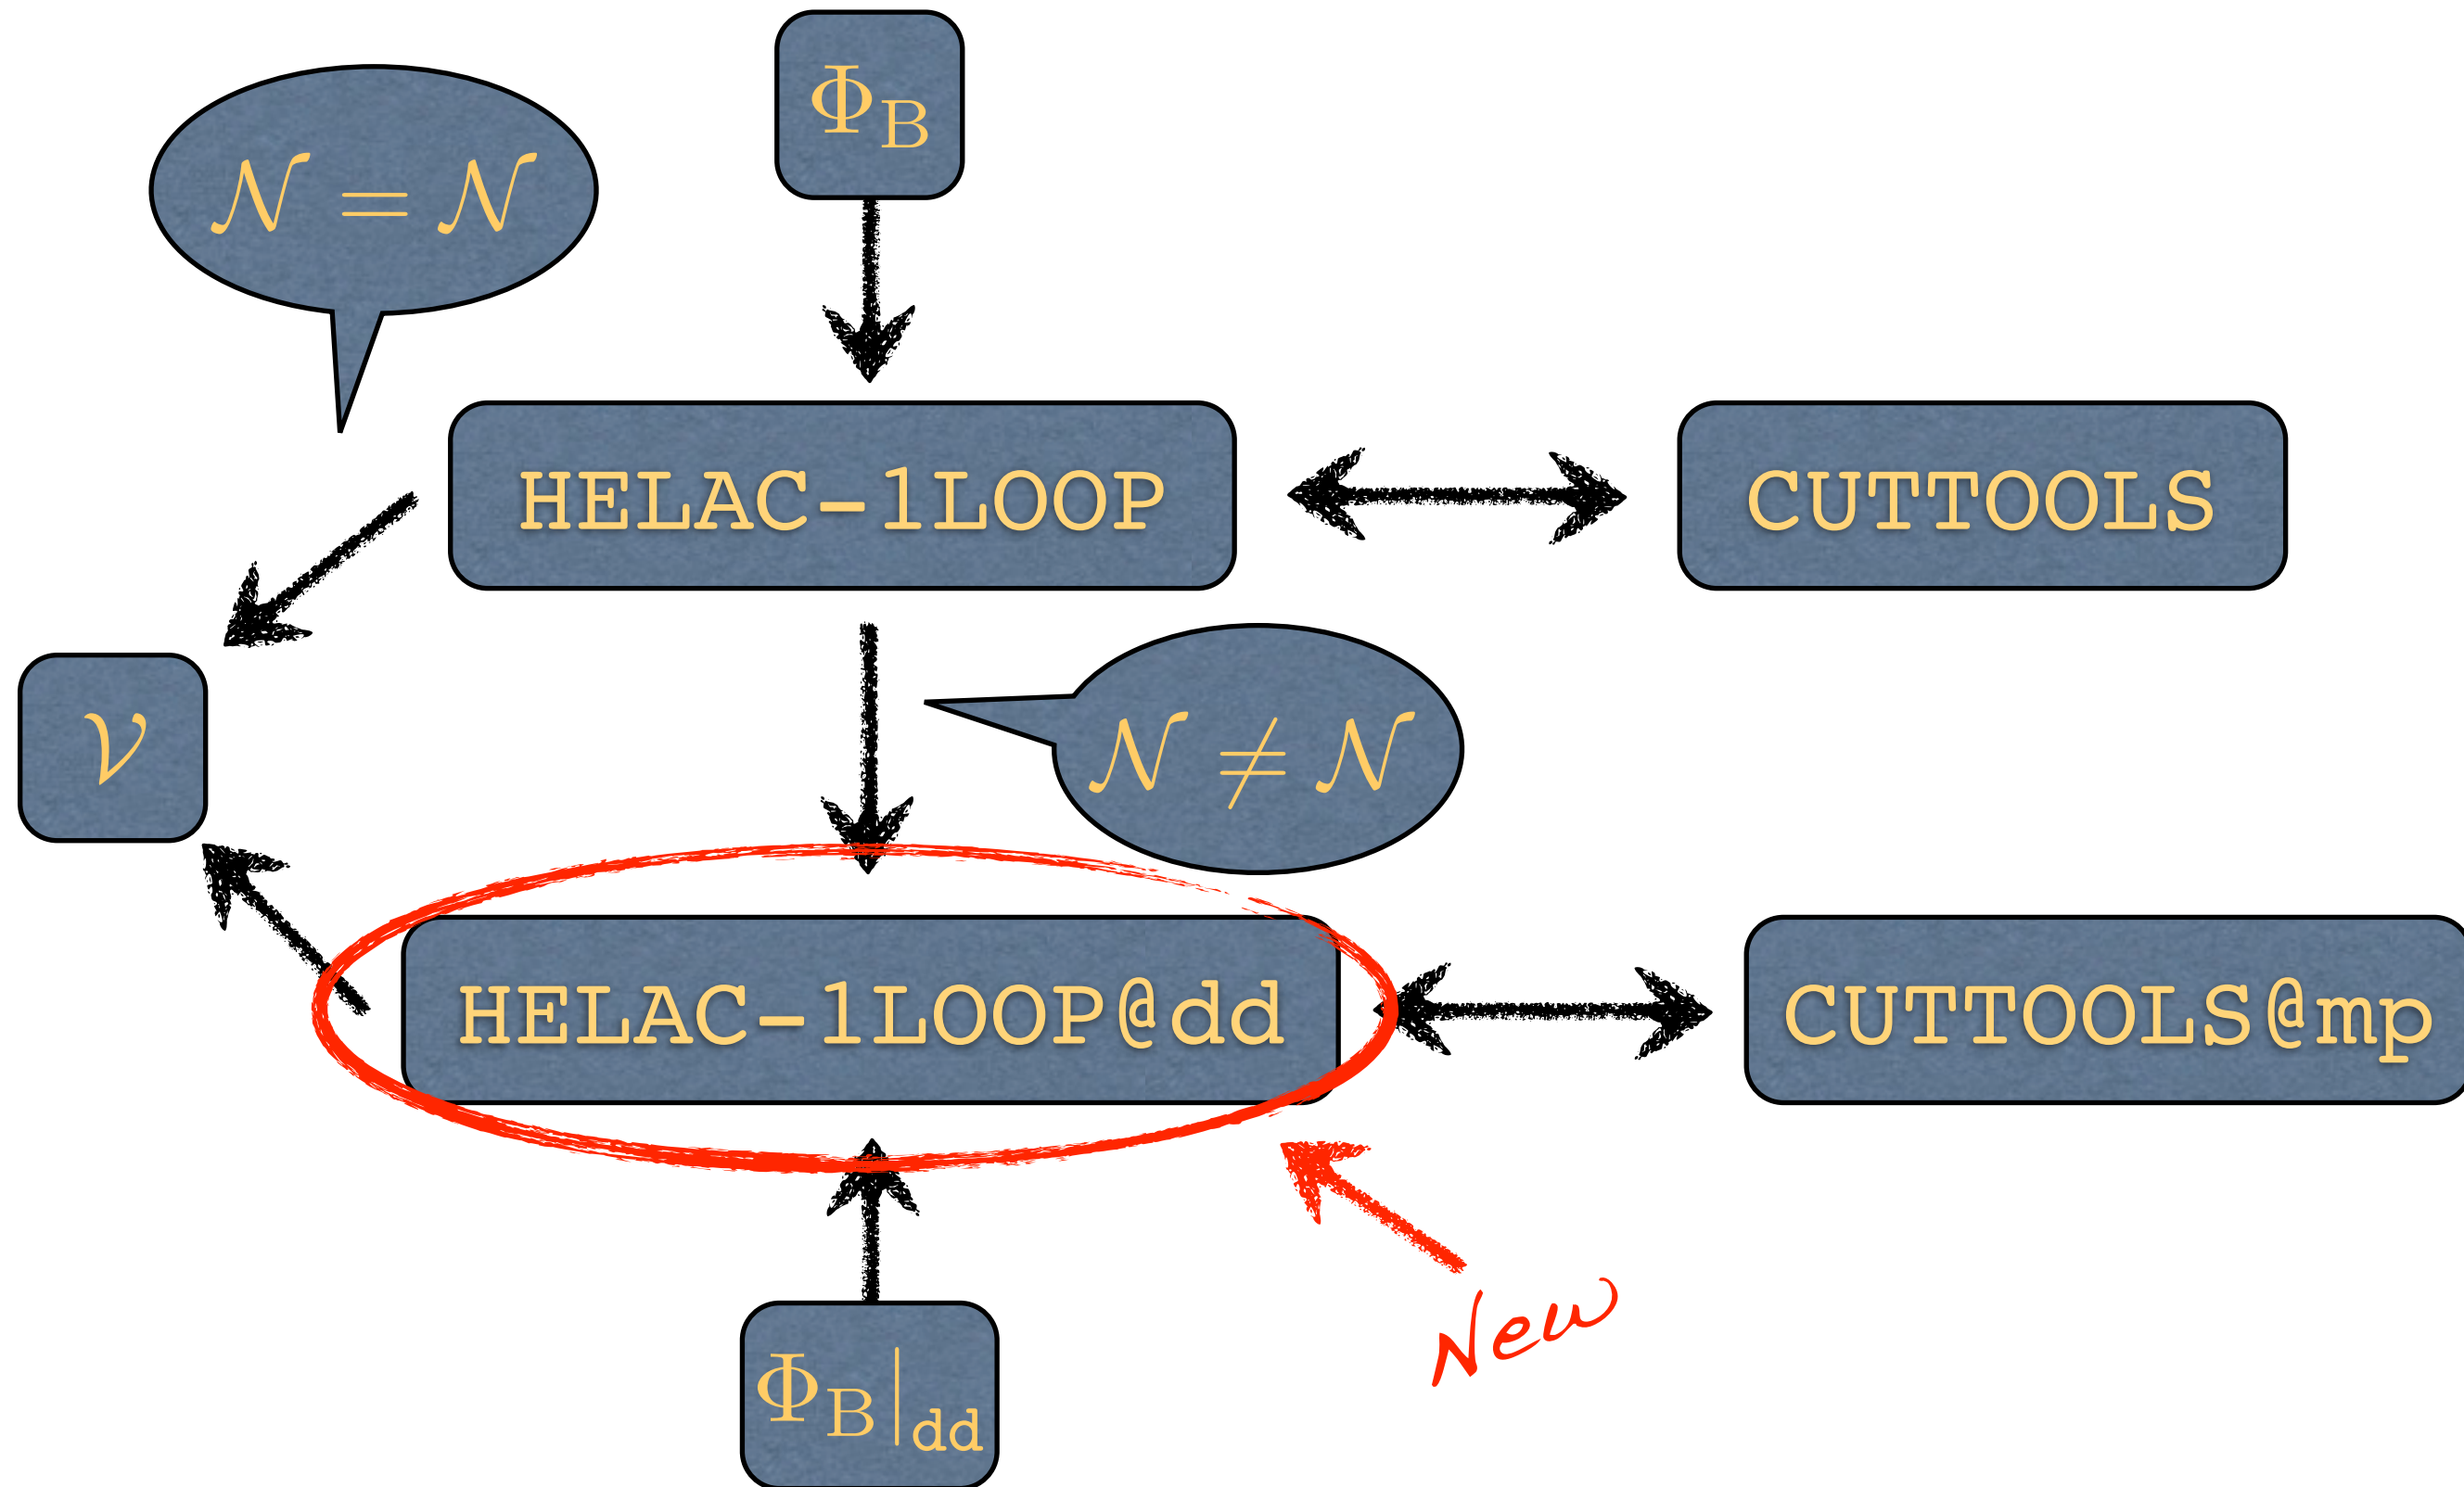 Φ_B
𝒩 = 𝒩
HELAC-1LOOP
CUTTOOLS
𝒱
𝒩 ≠ 𝒩
HELAC-1LOOP@dd
CUTTOOLS@mp
New
Φ_B|_dd